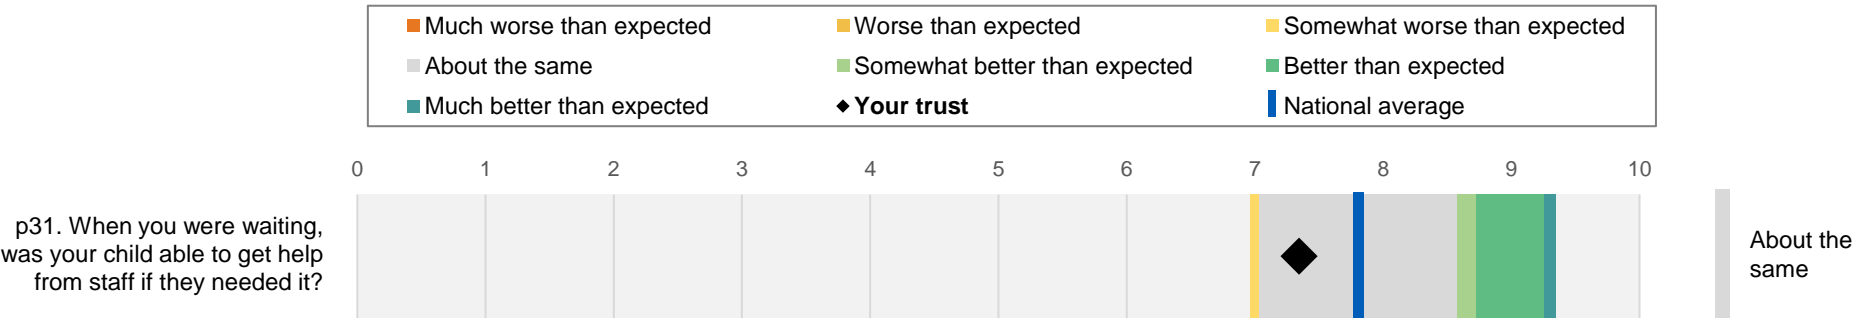 Much worse than expected
Worse than expected
Somewhat worse than expected
About the same
Somewhat better than expected
Better than expected
Much better than expected
Your trust
National average
0 1 2 3 4 5 6 7 8 9 10
p31. When you were waiting,
was your child able to get help
from staff if they needed it?
About the
same